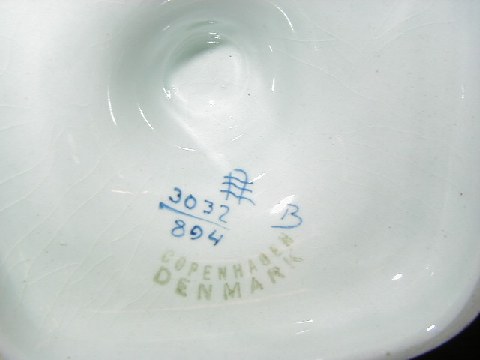 3032
894
B
COPENHAGEN
DENMARK